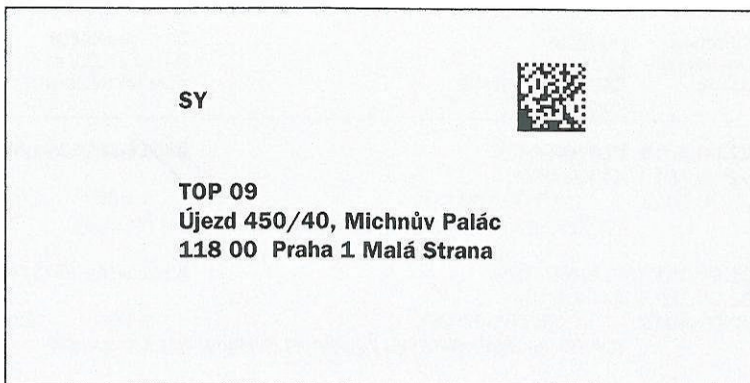 SY
TOP 09
Újezd 450/40, Michnův Palác
118 00 Praha 1 Malá Strana